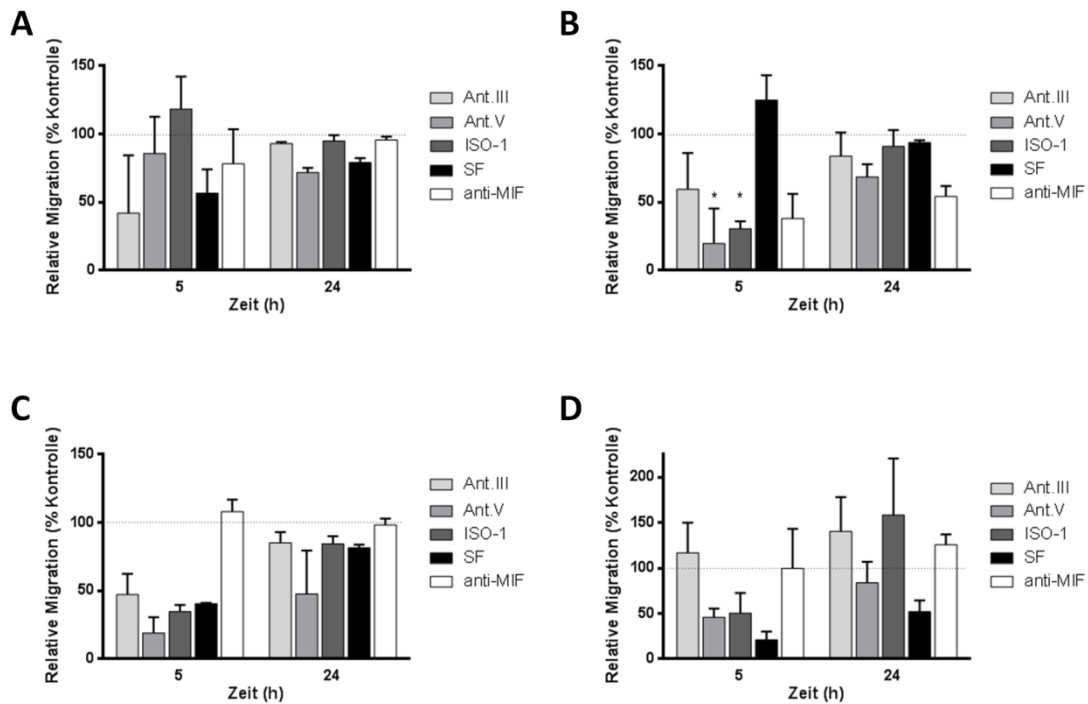 A
Relative Migration (% Kontrolle)
150
100
50
0
5
24
Zeit (h)
Ant.III
Ant.V
ISO-1
SF
anti-MIF
B
Relative Migration (% Kontrolle)
150
100
50
0
*
*
5
24
Zeit (h)
Ant.III
Ant.V
ISO-1
SF
anti-MIF
C
Relative Migration (% Kontrolle)
150
100
50
0
5
24
Zeit (h)
Ant.III
Ant.V
ISO-1
SF
anti-MIF
D
Relative Migration (% Kontrolle)
200
150
100
50
0
5
24
Zeit (h)
Ant.III
Ant.V
ISO-1
SF
anti-MIF